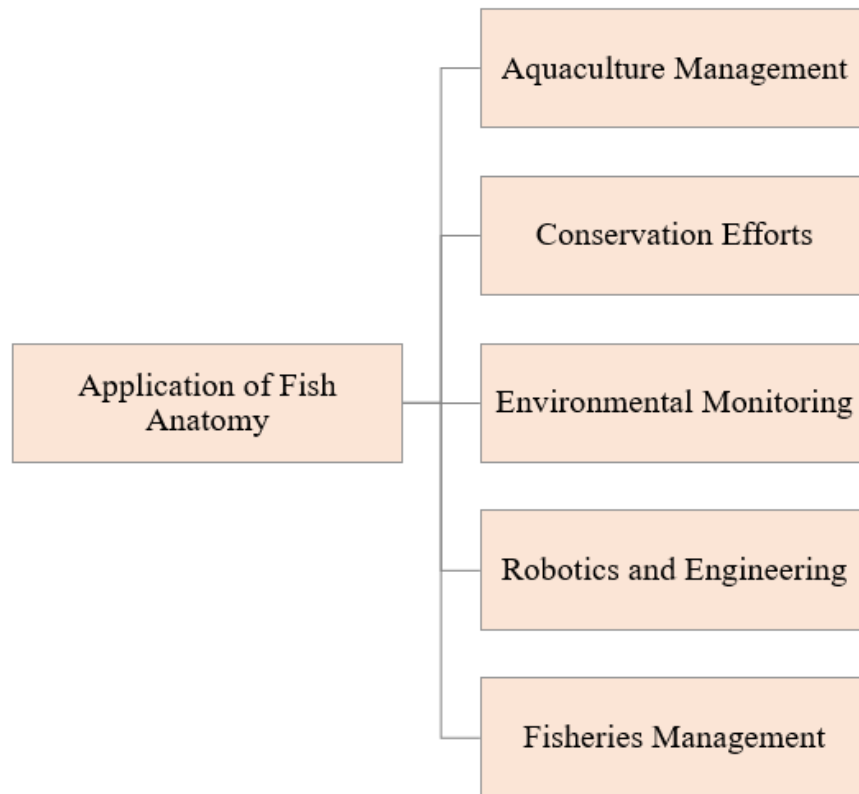 Aquaculture Management
Conservation Efforts
Application of Fish
Anatomy
Environmental Monitoring
Robotics and Engineering
Fisheries Management